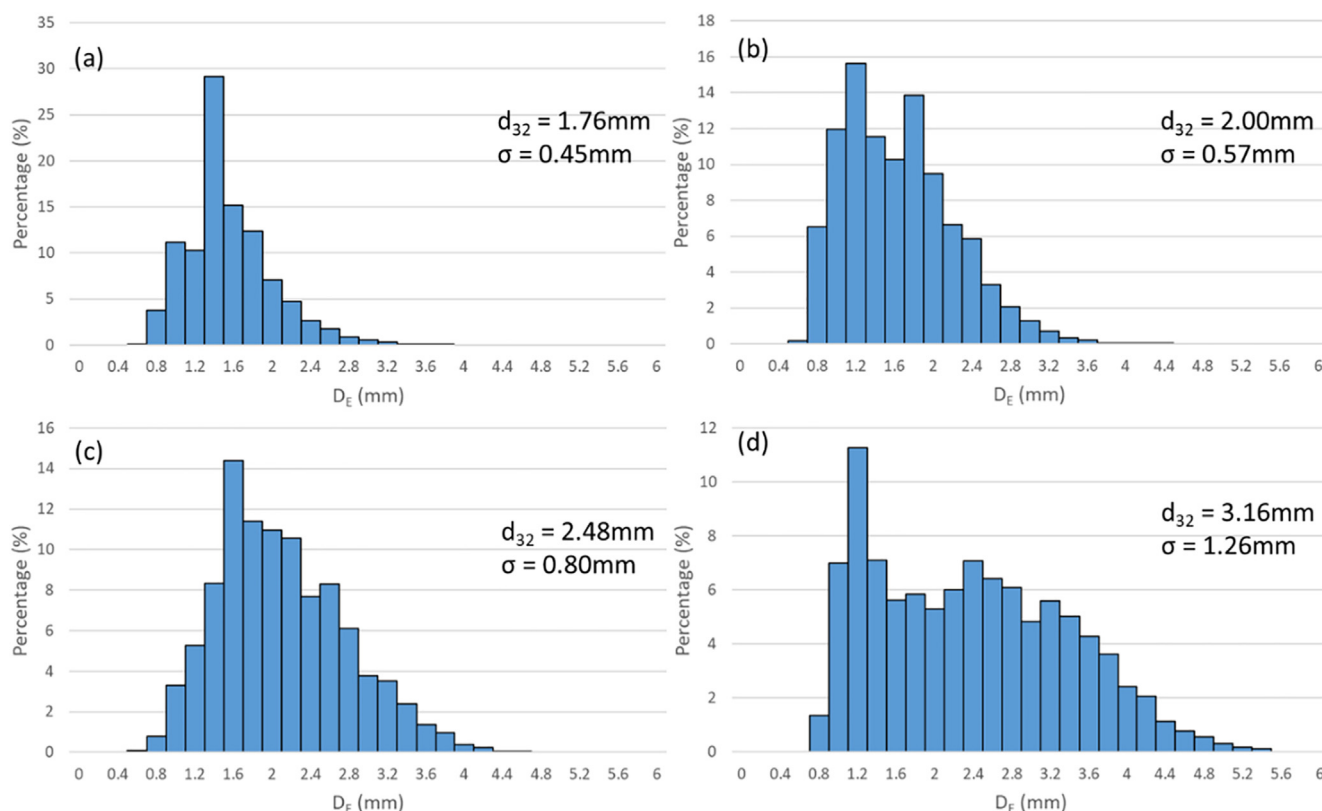 (a)
35
30
25
20
15
10
5
0
Percentage (%)
d₃₂ = 1.76mm
σ = 0.45mm
0 0.4 0.8 1.2 1.6 2 2.4 2.8 3.2 3.6 4 4.4 4.8 5.2 5.6 6
D_E (mm)
(b)
18
16
14
12
10
8
6
4
2
0
Percentage (%)
d₃₂ = 2.00mm
σ = 0.57mm
0 0.4 0.8 1.2 1.6 2 2.4 2.8 3.2 3.6 4 4.4 4.8 5.2 5.6 6
D_E (mm)
(c)
16
14
12
10
8
6
4
2
0
Percentage (%)
d₃₂ = 2.48mm
σ = 0.80mm
0 0.4 0.8 1.2 1.6 2 2.4 2.8 3.2 3.6 4 4.4 4.8 5.2 5.6 6
D_E (mm)
(d)
12
10
8
6
4
2
0
Percentage (%)
d₃₂ = 3.16mm
σ = 1.26mm
0 0.4 0.8 1.2 1.6 2 2.4 2.8 3.2 3.6 4 4.4 4.8 5.2 5.6 6
D_E (mm)